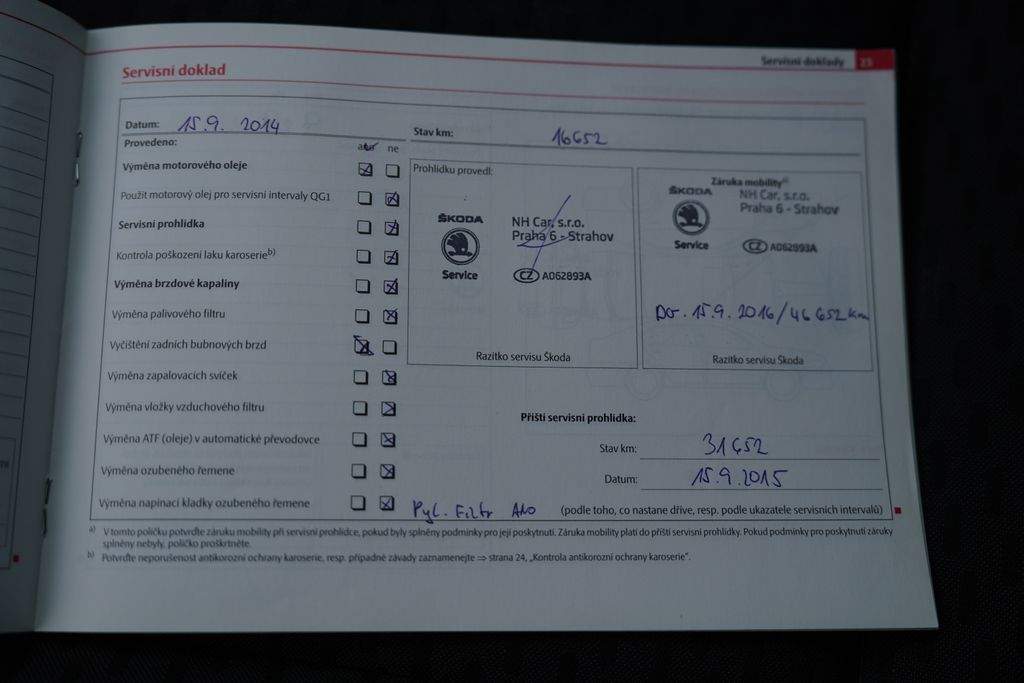 Servisní doklady 23
Servisní doklad
Datum: 15.9. 2014
Stav km: 16652
Provedeno:
ano ne
Výměna motorového oleje
Použit motorový olej pro servisní intervaly QG1
Servisní prohlídka
Kontrola poškození laku karoserie b)
Výměna brzdové kapaliny
Výměna palivového filtru
Vyčištění zadních bubnových brzd
Výměna zapalovacích svíček
Výměna vložky vzduchového filtru
Výměna ATF (oleje) v automatické převodovce
Výměna ozubeného řemene
Výměna napínací kladky ozubeného řemene
Prohlídku provedl:
ŠKODA
Service
NH Car, s.r.o.
Praha 6 - Strahov
CZ A062893A
Razítko servisu Škoda
Záruka mobility a)
ŠKODA
Service
NH Car, s.r.o.
Praha 6 - Strahov
CZ A062893A
DO. 15.9. 2016/46 652 km
Razítko servisu Škoda
Příští servisní prohlídka:
Stav km: 31652
Datum: 15.9.2015
Pyl. Filtr ANO
(podle toho, co nastane dříve, resp. podle ukazatele servisních intervalů)
a) V tomto políčku potvrďte záruku mobility při servisní prohlídce, pokud byly splněny podmínky pro její poskytnutí. Záruka mobility platí do příští servisní prohlídky. Pokud podmínky pro poskytnutí záruky
splněny nebyly, políčko proškrtněte.
b) Potvrďte neporušenost antikorozní ochrany karoserie, resp. případné závady zaznamenejte ⇒ strana 24, „Kontrola antikorozní ochrany karoserie“.